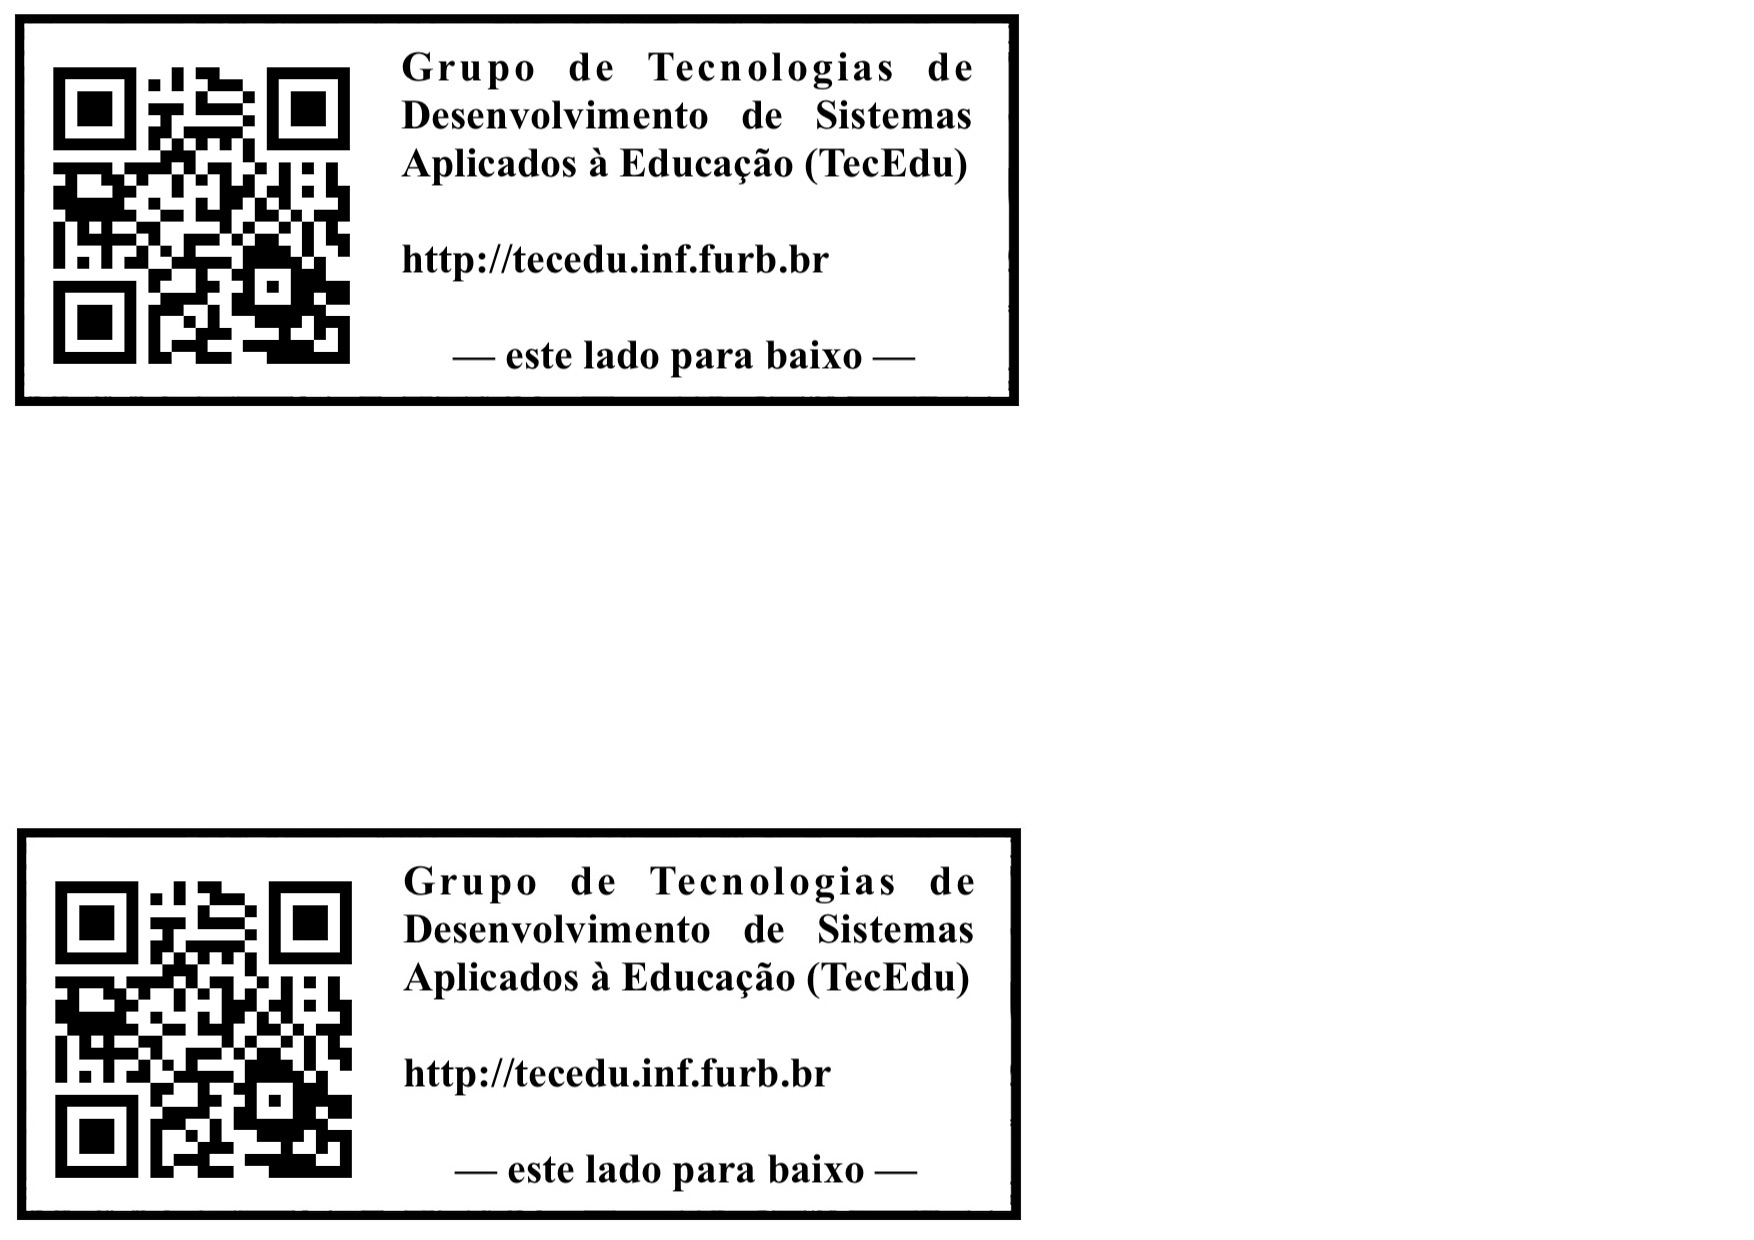 Grupo de Tecnologias de
Desenvolvimento de Sistemas
Aplicados à Educação (TecEdu)
http://tecedu.inf.furb.br
— este lado para baixo —
Grupo de Tecnologias de
Desenvolvimento de Sistemas
Aplicados à Educação (TecEdu)
http://tecedu.inf.furb.br
— este lado para baixo —